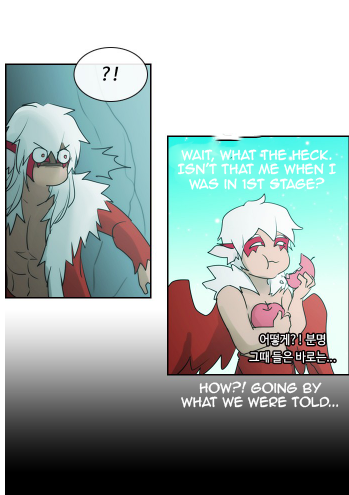 ?!
WAIT, WHAT THE HECK.
ISN'T THAT ME WHEN I
WAS IN 1ST STAGE?
어떻게?! 분명
그때 들은 바로는...
HOW?! GOING BY
WHAT WE WERE TOLD...